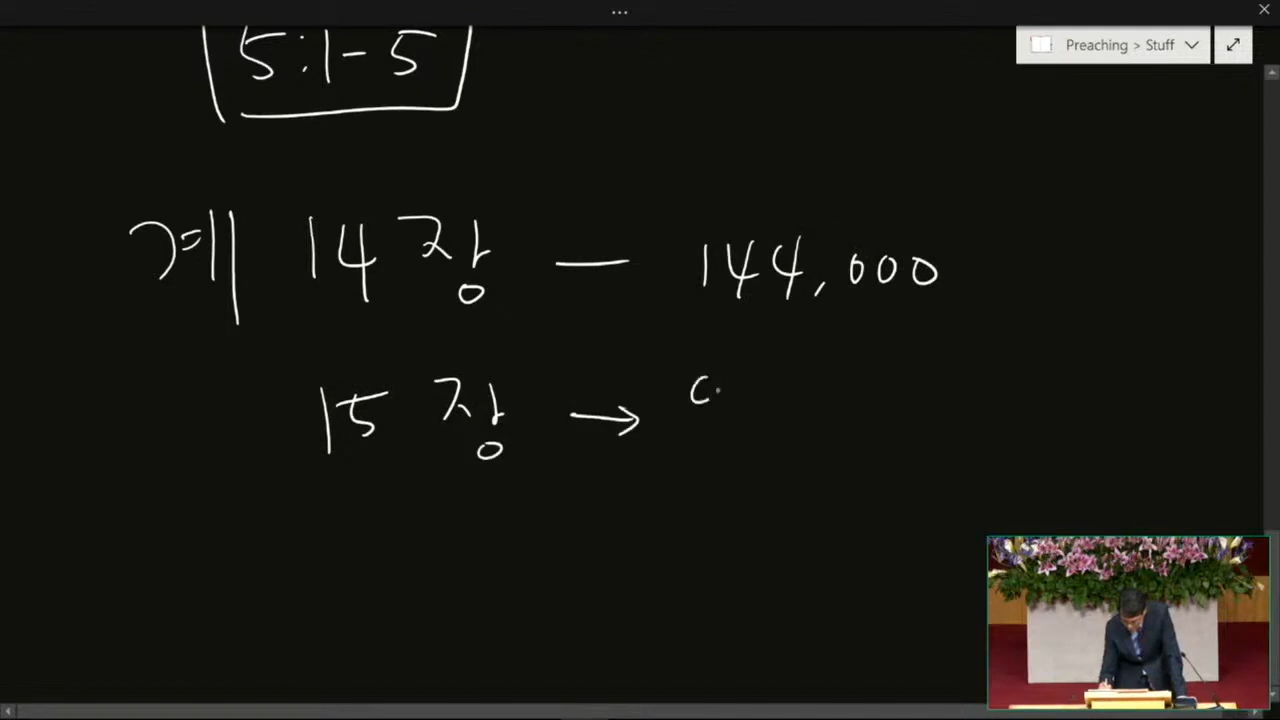 Preaching > Stuff
5:1-5
계 14장 — 144,000
15장 →